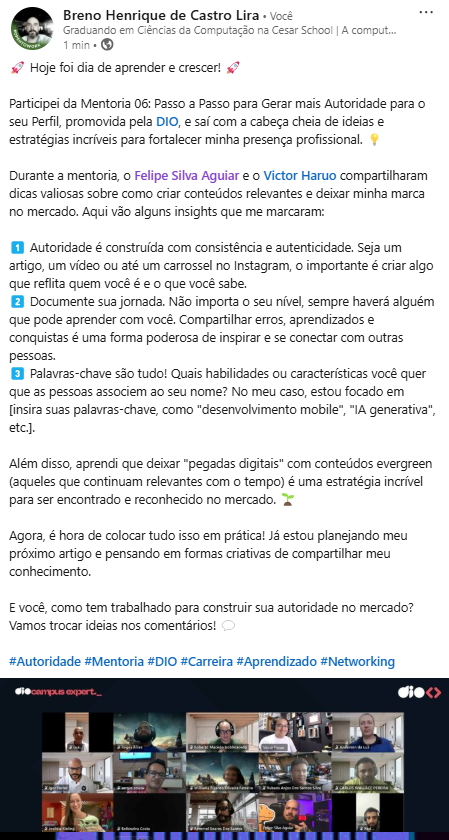 Breno Henrique de Castro Lira • Você
Graduando em Ciências da Computação na Cesar School | A comput...
1 min •
🚀 Hoje foi dia de aprender e crescer! 🚀
Participei da Mentoria 06: Passo a Passo para Gerar mais Autoridade para o
seu Perfil, promovida pela DIO, e saí com a cabeça cheia de ideias e
estratégias incríveis para fortalecer minha presença profissional. 💡
Durante a mentoria, o Felipe Silva Aguiar e o Victor Haruo compartilharam
dicas valiosas sobre como criar conteúdos relevantes e deixar minha marca
no mercado. Aqui vão alguns insights que me marcaram:
1️⃣ Autoridade é construída com consistência e autenticidade. Seja um
artigo, um vídeo ou até um carrossel no Instagram, o importante é criar algo
que reflita quem você é e o que você sabe.
2️⃣ Documente sua jornada. Não importa o seu nível, sempre haverá alguém
que pode aprender com você. Compartilhar erros, aprendizados e
conquistas é uma forma poderosa de inspirar e se conectar com outras
pessoas.
3️⃣ Palavras-chave são tudo! Quais habilidades ou características você quer
que as pessoas associem ao seu nome? No meu caso, estou focado em
[insira suas palavras-chave, como "desenvolvimento mobile", "IA generativa",
etc.].
Além disso, aprendi que deixar "pegadas digitais" com conteúdos evergreen
(aqueles que continuam relevantes com o tempo) é uma estratégia incrível
para ser encontrado e reconhecido no mercado. 🌱
Agora, é hora de colocar tudo isso em prática! Já estou planejando meu
próximo artigo e pensando em formas criativas de compartilhar meu
conhecimento.
E você, como tem trabalhado para construir sua autoridade no mercado?
Vamos trocar ideias nos comentários! 💬
#Autoridade #Mentoria #DIO #Carreira #Aprendizado #Networking
dio campus expert._
dio